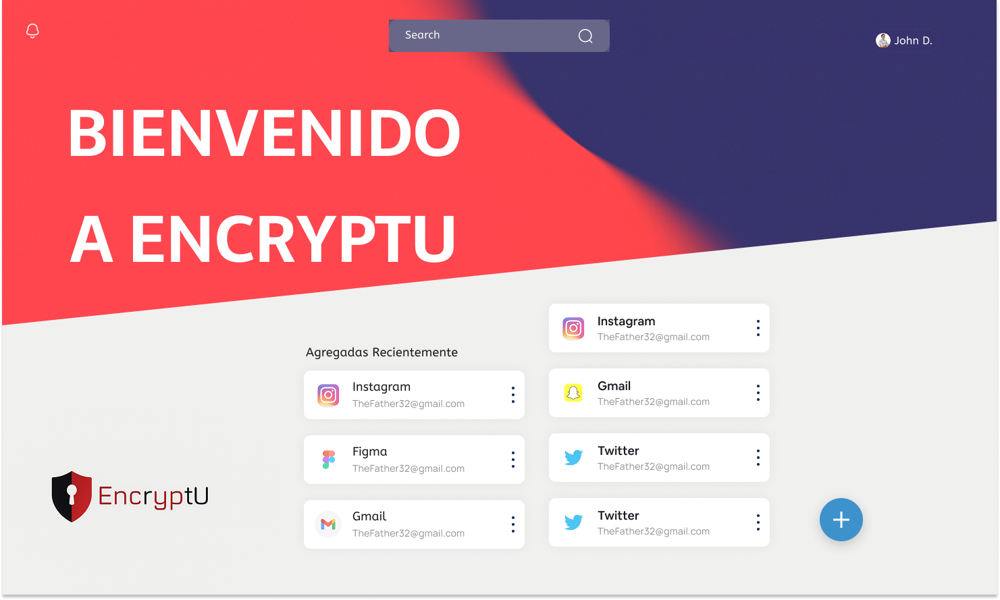 Search
John D.
BIENVENIDO
A ENCRYPTU
Agregadas Recientemente
Instagram
TheFather32@gmail.com
Figma
TheFather32@gmail.com
Gmail
TheFather32@gmail.com
Instagram
TheFather32@gmail.com
Gmail
TheFather32@gmail.com
Twitter
TheFather32@gmail.com
Twitter
TheFather32@gmail.com
EncryptU